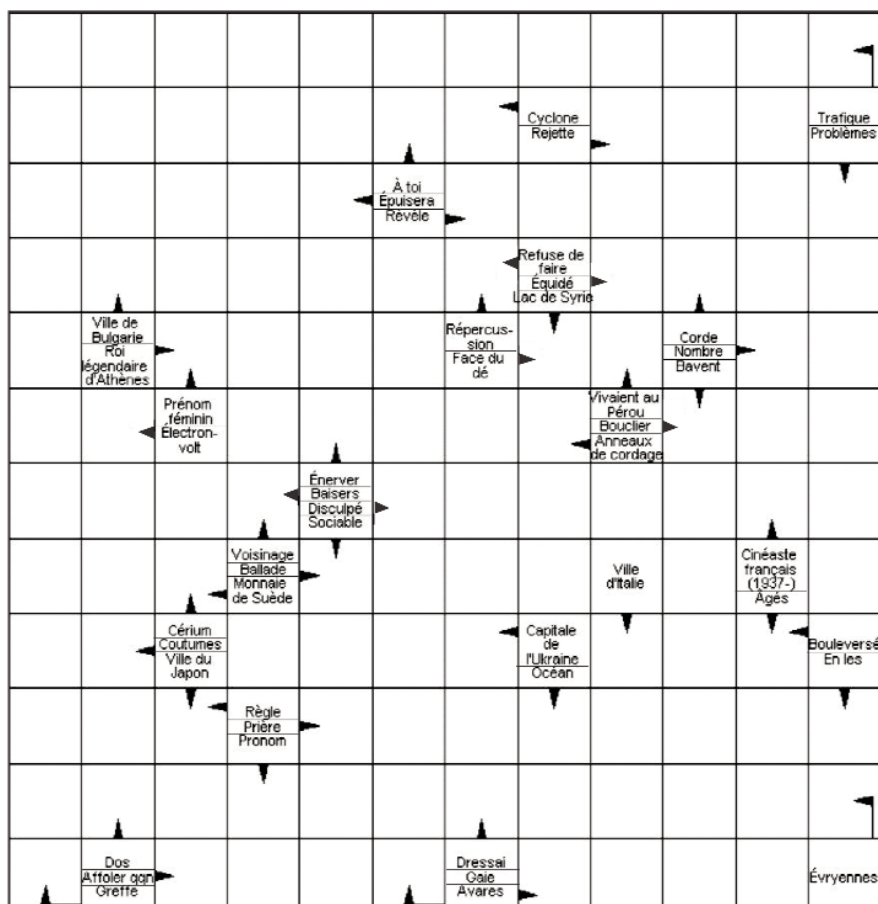 Cyclone
Rejette
Trafique
Problèmes
À toi
Épuisera
Révèle
Refuse de
faire
Équidé
Lac de Syrie
Ville de
Bulgarie
Roi
légendaire
d'Athènes
Répercus-
sion
Face du
dé
Corde
Nombre
Bavent
Prénom
féminin
Électron-
volt
Vivaient au
Pérou
Bouclier
Anneaux
de cordage
Énerver
Baisers
Disculpé
Sociable
Voisinage
Ballade
Monnaie
de Suède
Ville
d'Italie
Cinéaste
français
(1937-)
Âgés
Cérium
Coutumes
Ville du
Japon
Capitale
de
l'Ukraine
Océan
Bouleversé
En les
Règle
Prière
Pronom
Dos
Affoler qqn
Greffe
Dressai
Gaie
Avares
Évryennes